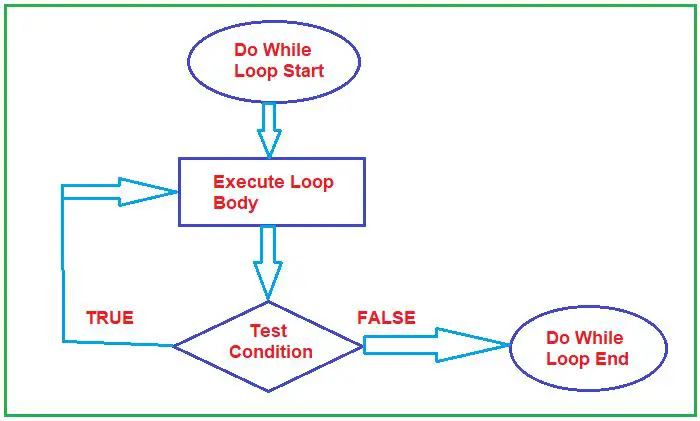 Do While
Loop Start
Execute Loop
Body
TRUE
Test
Condition
FALSE
Do While
Loop End